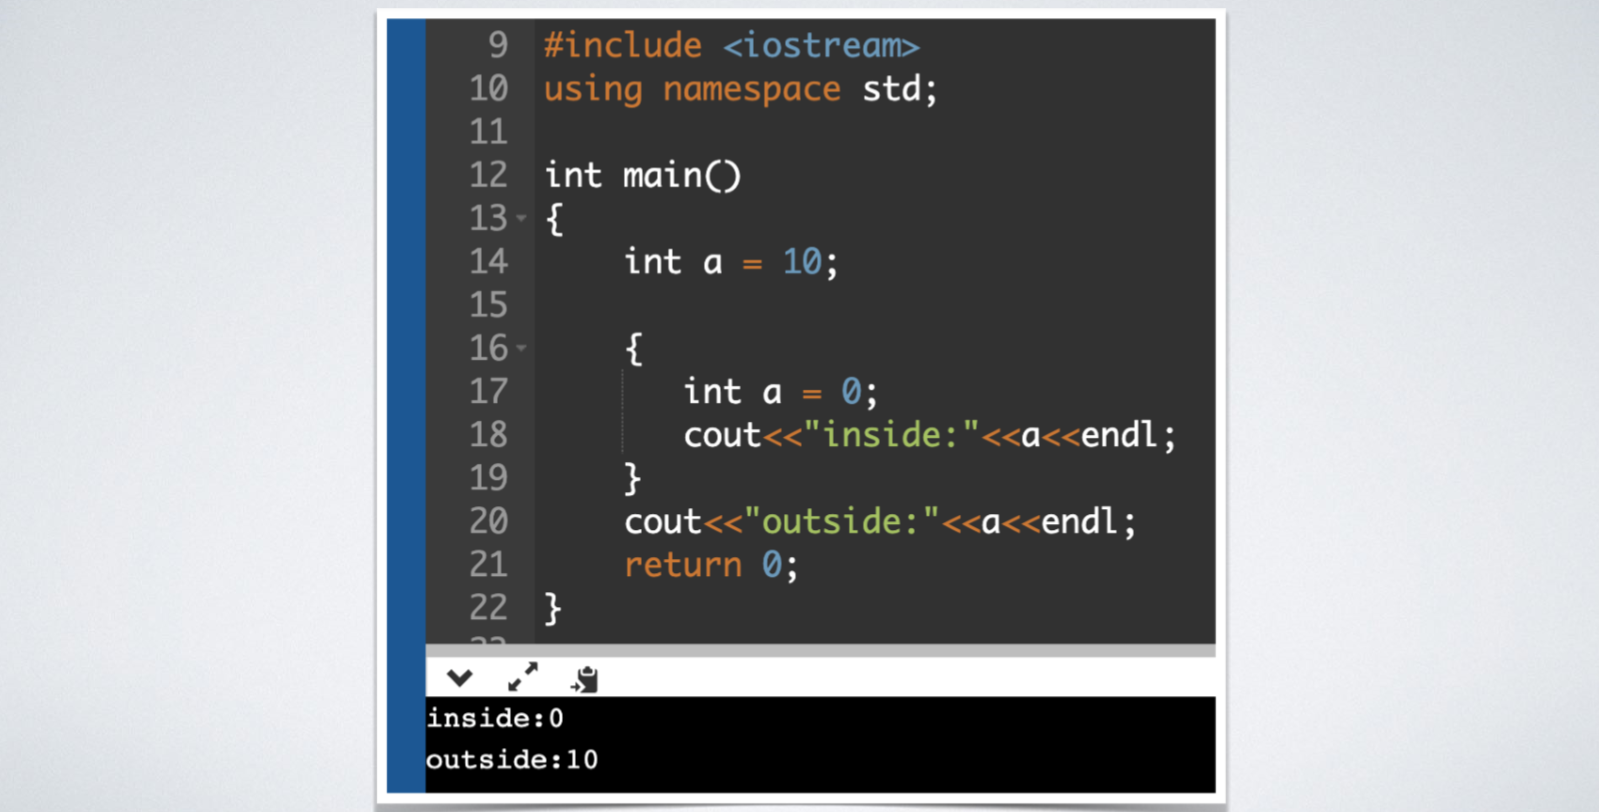 9 #include <iostream>
10 using namespace std;
11
12 int main()
13 {
14 int a = 10;
15
16 {
17 int a = 0;
18 cout<<"inside:"<<a<<endl;
19 }
20 cout<<"outside:"<<a<<endl;
21 return 0;
22 }
inside:0
outside:10